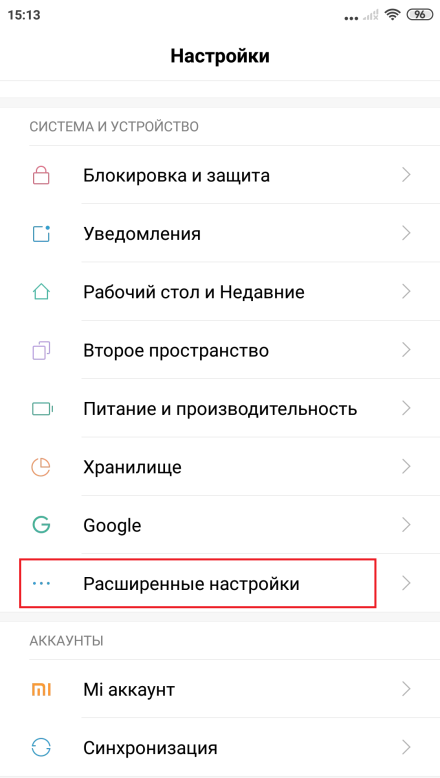 15:13
96
Настройки
СИСТЕМА И УСТРОЙСТВО
Блокировка и защита
Уведомления
Рабочий стол и Недавние
Второе пространство
Питание и производительность
Хранилище
Google
Расширенные настройки
АККАУНТЫ
Mi аккаунт
Синхронизация